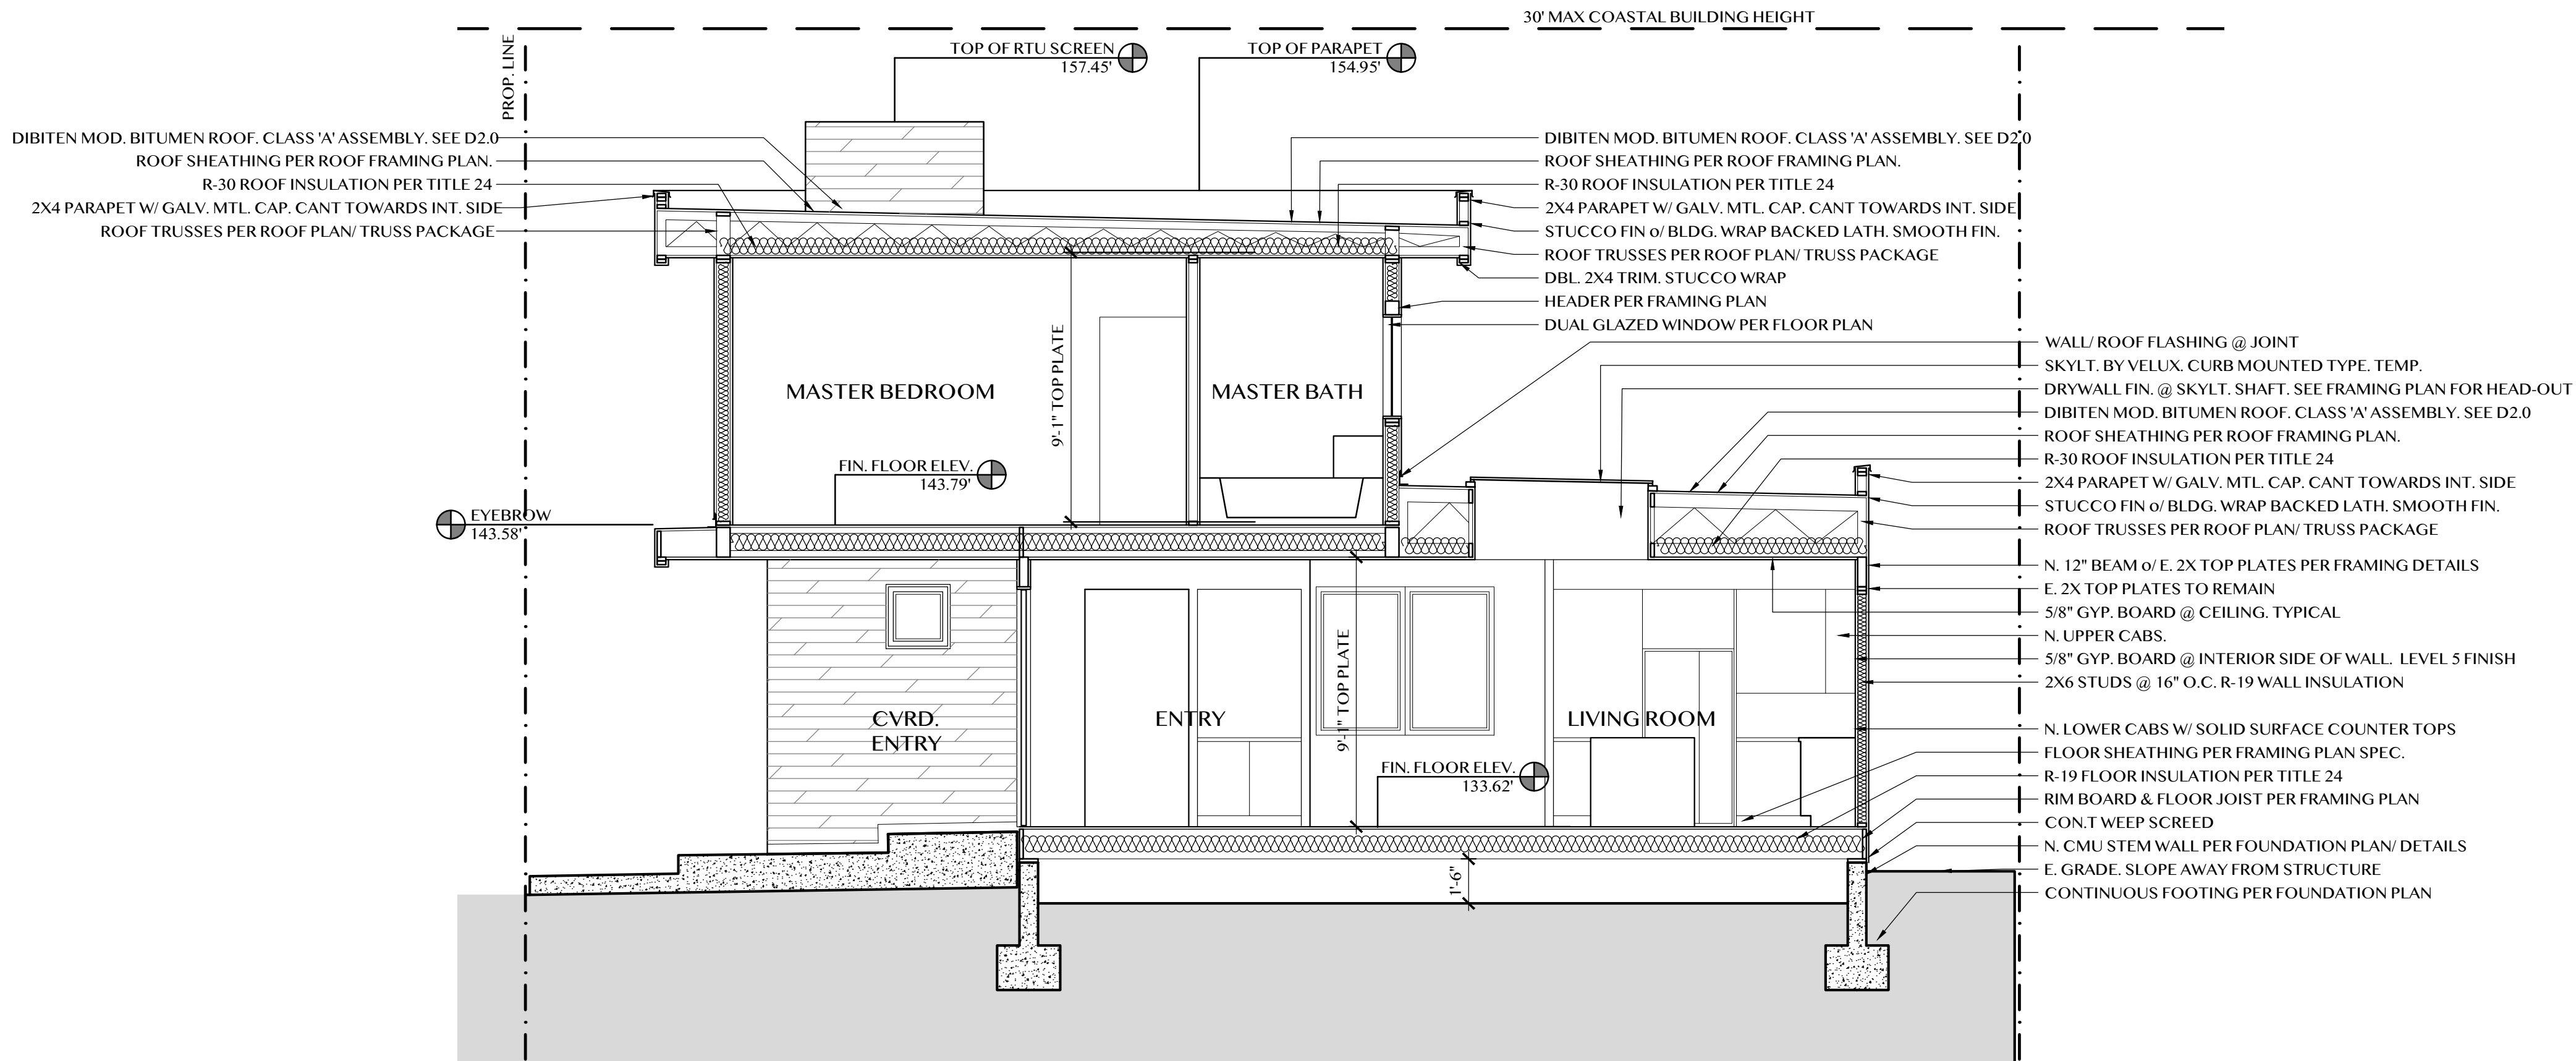 30' MAX COASTAL BUILDING HEIGHT
PROP. LINE
TOP OF RTU SCREEN
157.45'
TOP OF PARAPET
154.95'
DIBITEN MOD. BITUMEN ROOF. CLASS 'A' ASSEMBLY. SEE D2.0
ROOF SHEATHING PER ROOF FRAMING PLAN.
R-30 ROOF INSULATION PER TITLE 24
2X4 PARAPET W/ GALV. MTL. CAP. CANT TOWARDS INT. SIDE
ROOF TRUSSES PER ROOF PLAN/ TRUSS PACKAGE
DIBITEN MOD. BITUMEN ROOF. CLASS 'A' ASSEMBLY. SEE D2.0
ROOF SHEATHING PER ROOF FRAMING PLAN.
R-30 ROOF INSULATION PER TITLE 24
2X4 PARAPET W/ GALV. MTL. CAP. CANT TOWARDS INT. SIDE
STUCCO FIN o/ BLDG. WRAP BACKED LATH. SMOOTH FIN.
ROOF TRUSSES PER ROOF PLAN/ TRUSS PACKAGE
DBL. 2X4 TRIM. STUCCO WRAP
HEADER PER FRAMING PLAN
DUAL GLAZED WINDOW PER FLOOR PLAN
MASTER BEDROOM
9'-1" TOP PLATE
MASTER BATH
FIN. FLOOR ELEV.
143.79'
EYEBROW
143.58'
WALL/ ROOF FLASHING @ JOINT
SKYLT. BY VELUX. CURB MOUNTED TYPE. TEMP.
DRYWALL FIN. @ SKYLT. SHAFT. SEE FRAMING PLAN FOR HEAD-OUT
DIBITEN MOD. BITUMEN ROOF. CLASS 'A' ASSEMBLY. SEE D2.0
ROOF SHEATHING PER ROOF FRAMING PLAN.
R-30 ROOF INSULATION PER TITLE 24
2X4 PARAPET W/ GALV. MTL. CAP. CANT TOWARDS INT. SIDE
STUCCO FIN o/ BLDG. WRAP BACKED LATH. SMOOTH FIN.
ROOF TRUSSES PER ROOF PLAN/ TRUSS PACKAGE
N. 12" BEAM o/ E. 2X TOP PLATES PER FRAMING DETAILS
E. 2X TOP PLATES TO REMAIN
5/8" GYP. BOARD @ CEILING. TYPICAL
N. UPPER CABS.
5/8" GYP. BOARD @ INTERIOR SIDE OF WALL. LEVEL 5 FINISH
2X6 STUDS @ 16" O.C. R-19 WALL INSULATION
N. LOWER CABS W/ SOLID SURFACE COUNTER TOPS
FLOOR SHEATHING PER FRAMING PLAN SPEC.
R-19 FLOOR INSULATION PER TITLE 24
RIM BOARD & FLOOR JOIST PER FRAMING PLAN
CON.T WEEP SCREED
N. CMU STEM WALL PER FOUNDATION PLAN/ DETAILS
E. GRADE. SLOPE AWAY FROM STRUCTURE
CONTINUOUS FOOTING PER FOUNDATION PLAN
CVRD.
ENTRY
ENTRY
9'-1" TOP PLATE
LIVING ROOM
FIN. FLOOR ELEV.
133.62'
1'-6"